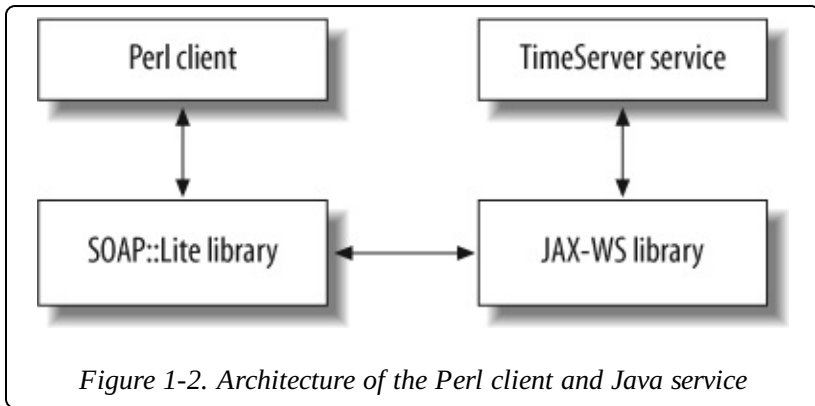 Perl client
TimeServer service
SOAP::Lite library
JAX-WS library
Figure 1-2. Architecture of the Perl client and Java service